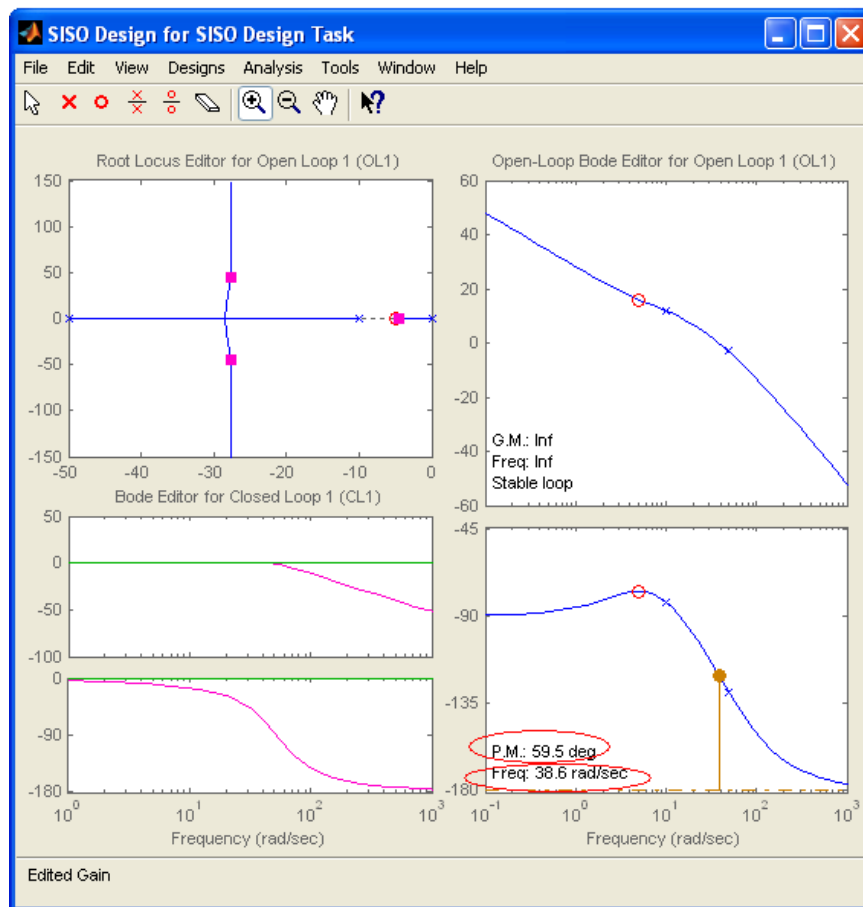 SISO Design for SISO Design Task
File Edit View Designs Analysis Tools Window Help
Root Locus Editor for Open Loop 1 (OL1)
150
100
50
0
-50
-100
-150
-50 -40 -30 -20 -10 0
Bode Editor for Closed Loop 1 (CL1)
50
0
-50
-100
0
-90
-180
10^0 10^1 10^2 10^3
Frequency (rad/sec)
Open-Loop Bode Editor for Open Loop 1 (OL1)
60
40
20
0
-20
-40
-60
G.M.: Inf
Freq: Inf
Stable loop
-45
-90
-135
-180
P.M.: 59.5 deg
Freq: 38.6 rad/sec
10^-1 10^0 10^1 10^2 10^3
Frequency (rad/sec)
Edited Gain